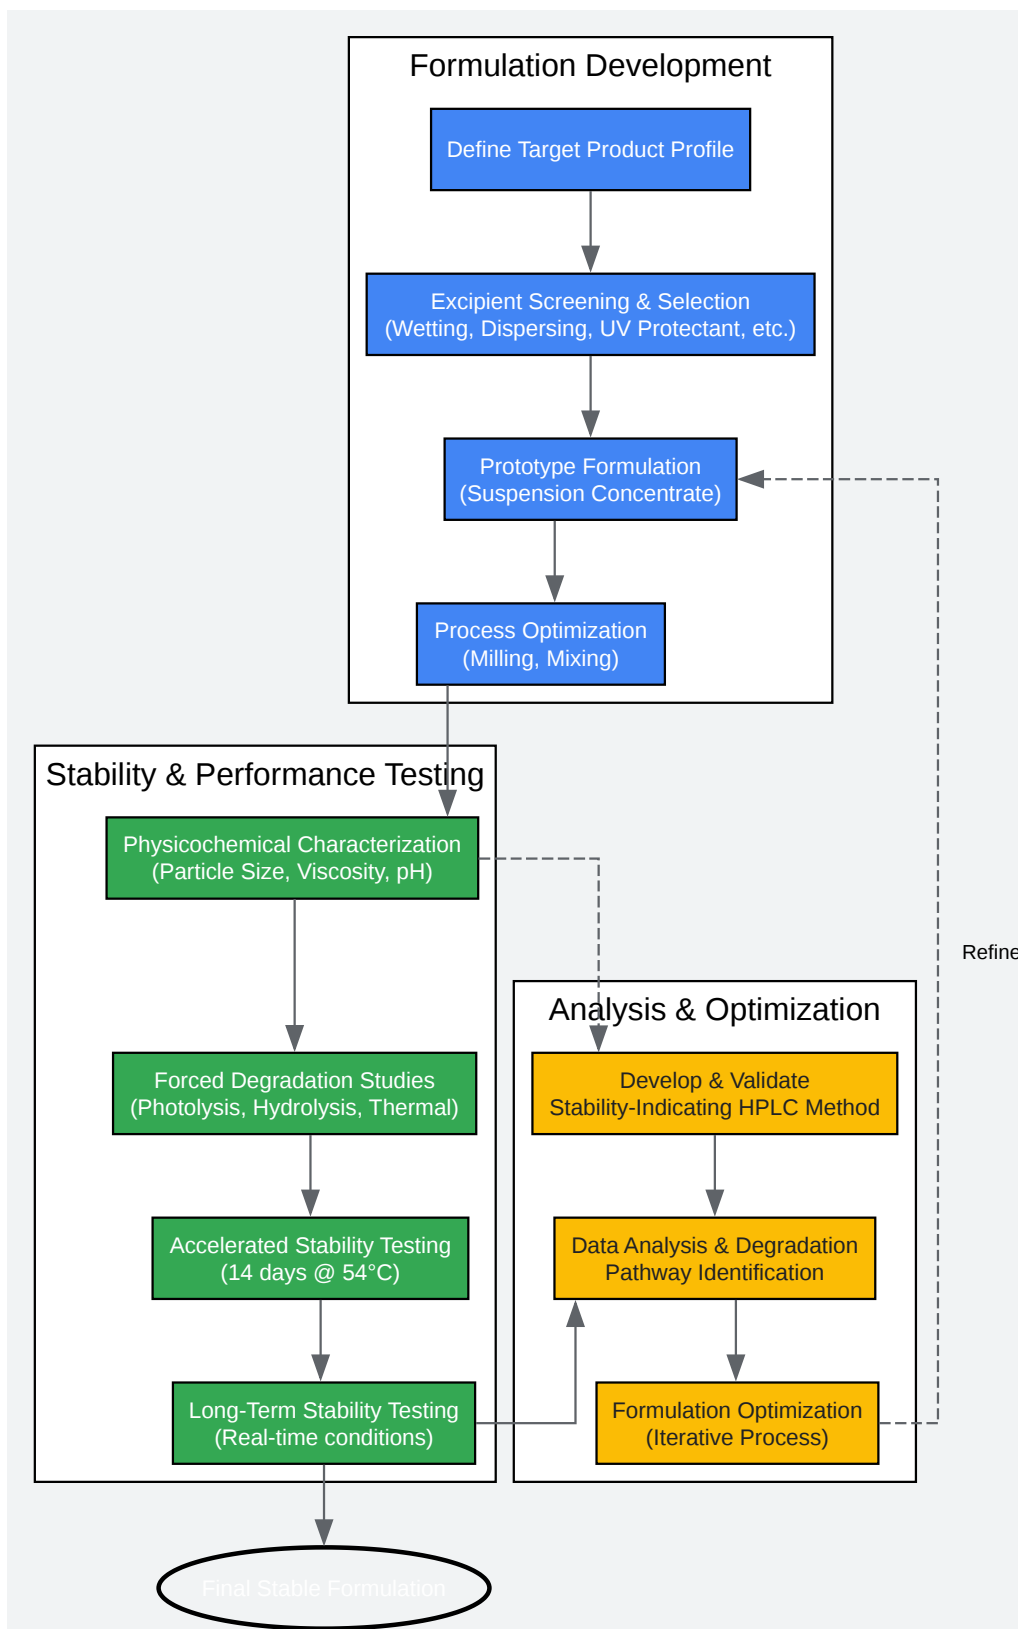 Formulation Development
Define Target Product Profile
Excipient Screening & Selection
(Wetting, Dispersing, UV Protectant, etc.)
Prototype Formulation
(Suspension Concentrate)
Process Optimization
(Milling, Mixing)
Stability & Performance Testing
Physicochemical Characterization
(Particle Size, Viscosity, pH)
Forced Degradation Studies
(Photolysis, Hydrolysis, Thermal)
Accelerated Stability Testing
(14 days @ 54°C)
Long-Term Stability Testing
(Real-time conditions)
Refine
Analysis & Optimization
Develop & Validate
Stability-Indicating HPLC Method
Data Analysis & Degradation
Pathway Identification
Formulation Optimization
(Iterative Process)
Final Stable Formulation